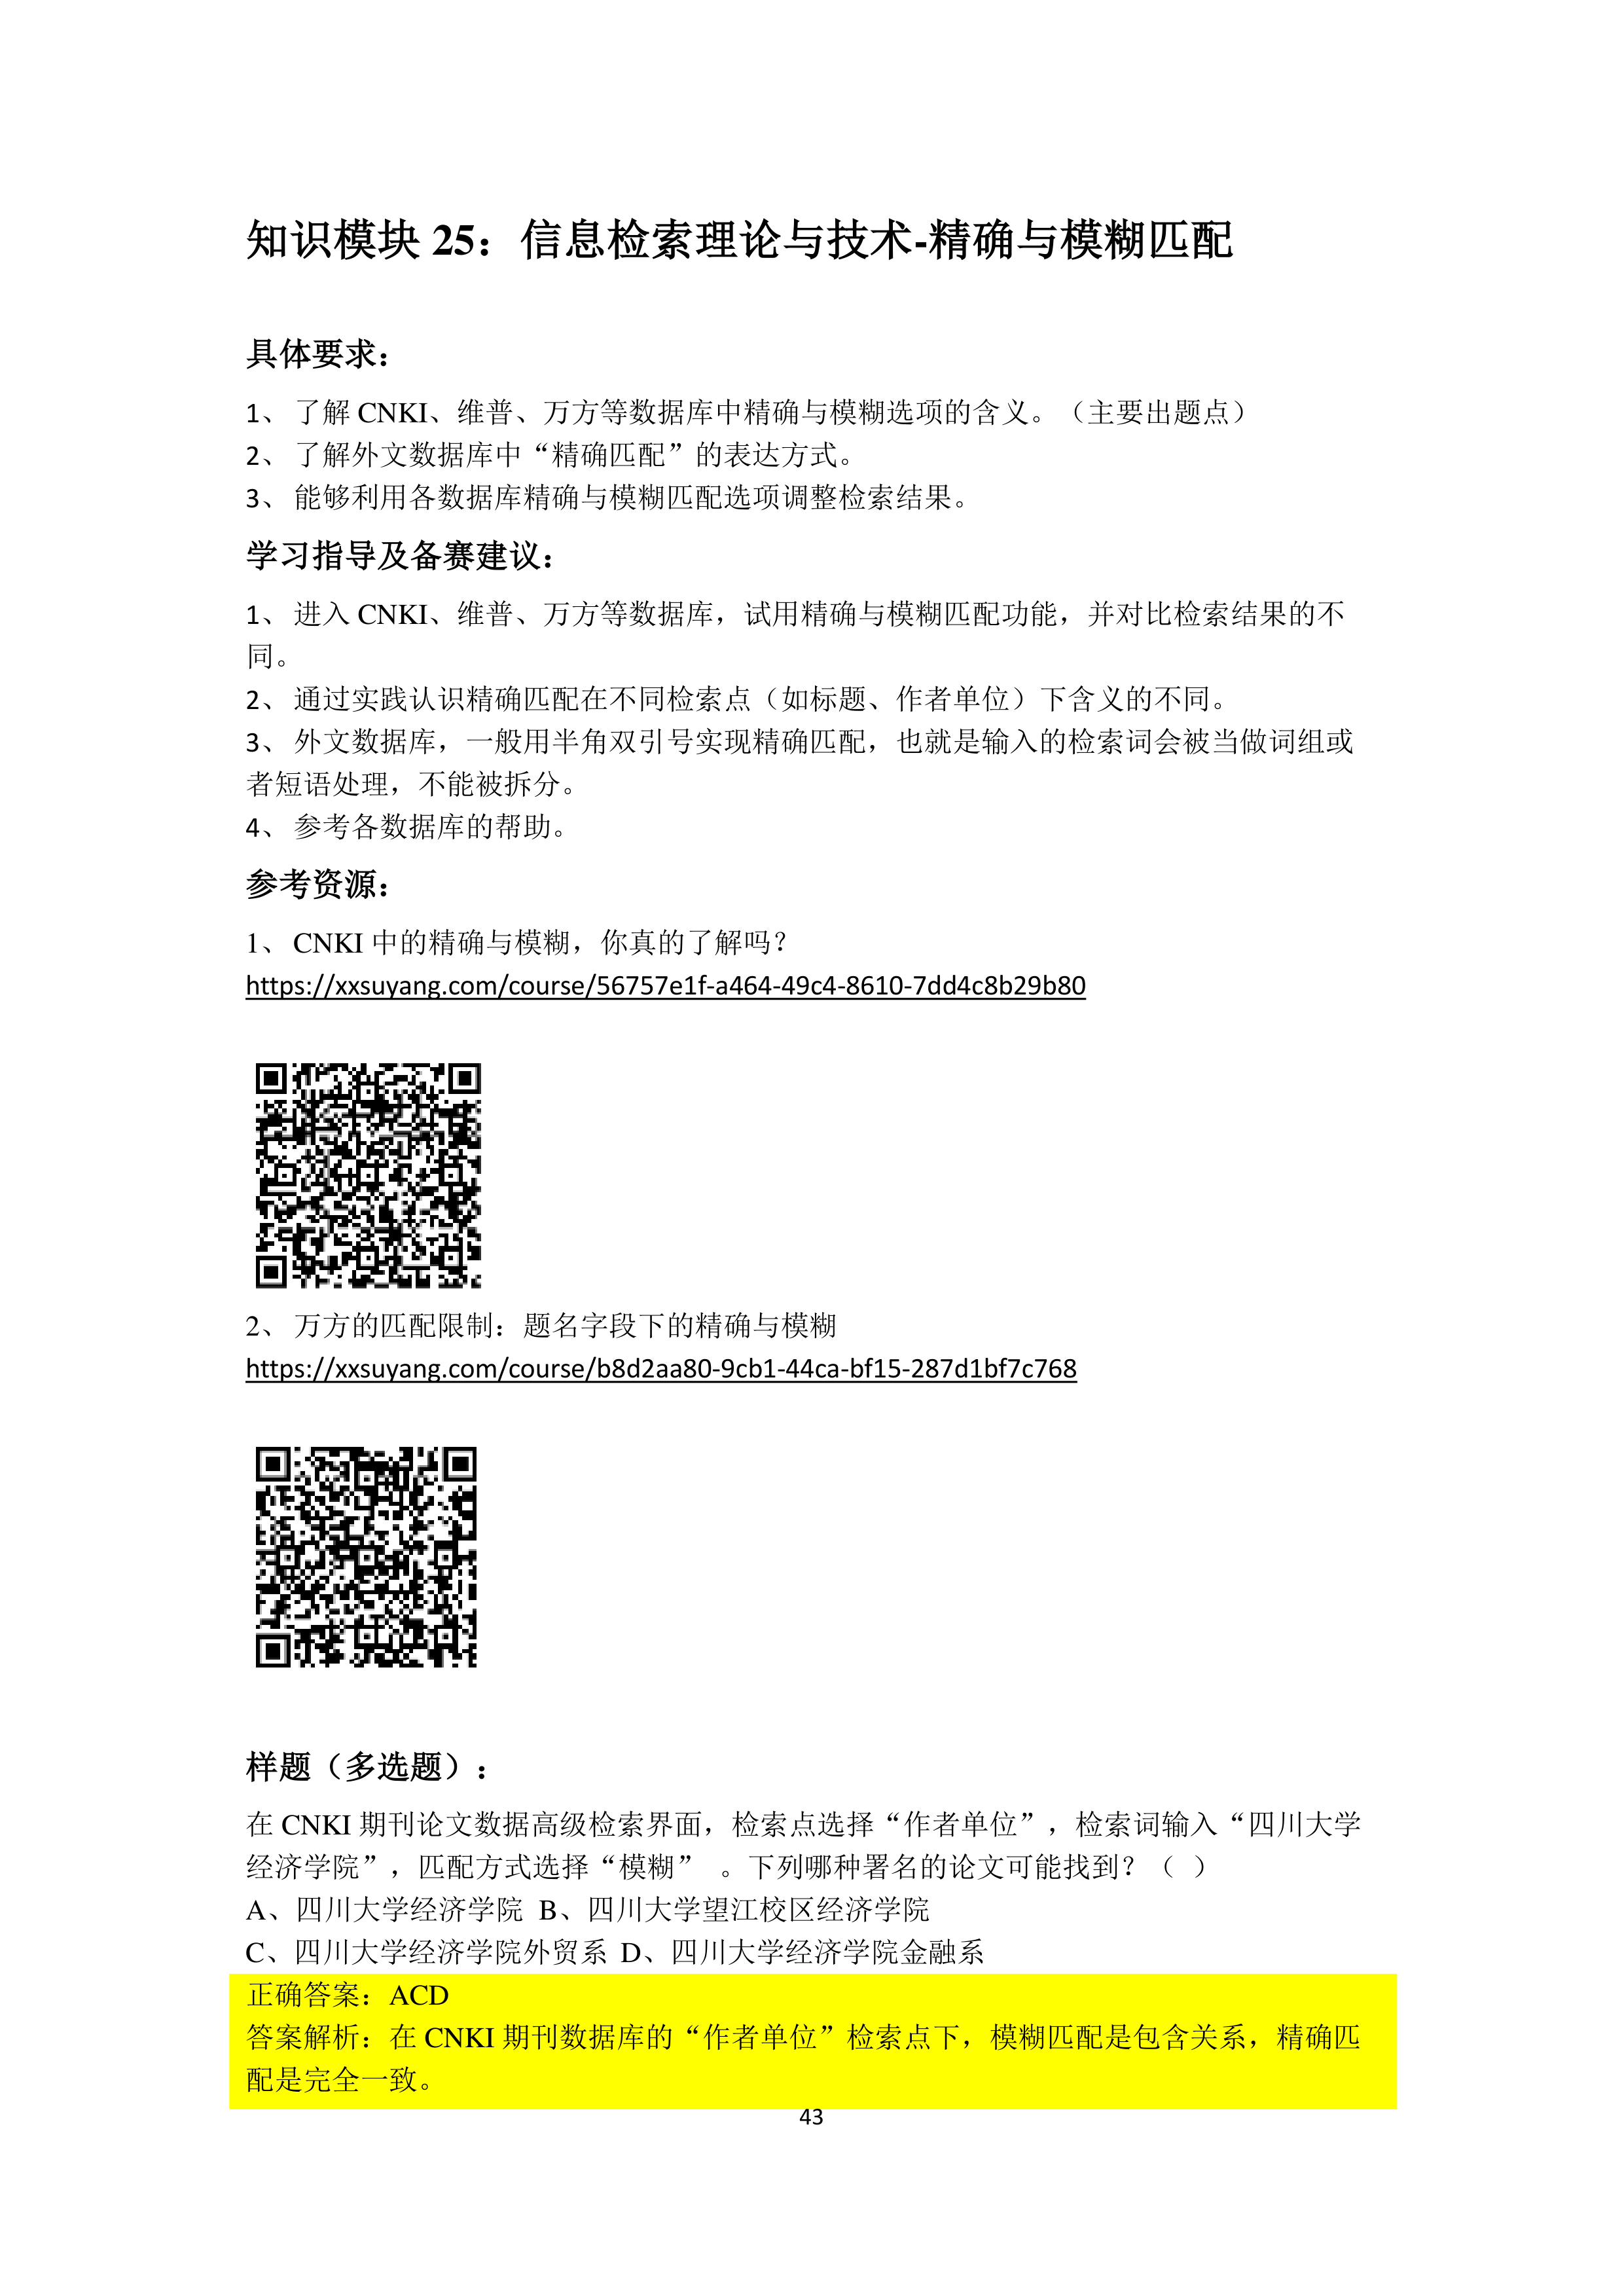 知识模块 25：信息检索理论与技术-精确与模糊匹配
具体要求：
1、 了解 CNKI、维普、万方等数据库中精确与模糊选项的含义。（主要出题点）
2、 了解外文数据库中“精确匹配”的表达方式。
3、 能够利用各数据库精确与模糊匹配选项调整检索结果。
学习指导及备赛建议：
1、 进入 CNKI、维普、万方等数据库，试用精确与模糊匹配功能，并对比检索结果的不
同。
2、 通过实践认识精确匹配在不同检索点（如标题、作者单位）下含义的不同。
3、 外文数据库，一般用半角双引号实现精确匹配，也就是输入的检索词会被当做词组或
者短语处理，不能被拆分。
4、 参考各数据库的帮助。
参考资源：
1、 CNKI 中的精确与模糊，你真的了解吗？
https://xxsuyang.com/course/56757e1f-a464-49c4-8610-7dd4c8b29b80
2、 万方的匹配限制：题名字段下的精确与模糊
https://xxsuyang.com/course/b8d2aa80-9cb1-44ca-bf15-287d1bf7c768
样题（多选题）：
在 CNKI 期刊论文数据高级检索界面，检索点选择“作者单位”，检索词输入“四川大学
经济学院”，匹配方式选择“模糊” 。下列哪种署名的论文可能找到？（ ）
A、四川大学经济学院 B、四川大学望江校区经济学院
C、四川大学经济学院外贸系 D、四川大学经济学院金融系
正确答案：ACD
答案解析：在 CNKI 期刊数据库的“作者单位”检索点下，模糊匹配是包含关系，精确匹
配是完全一致。
43